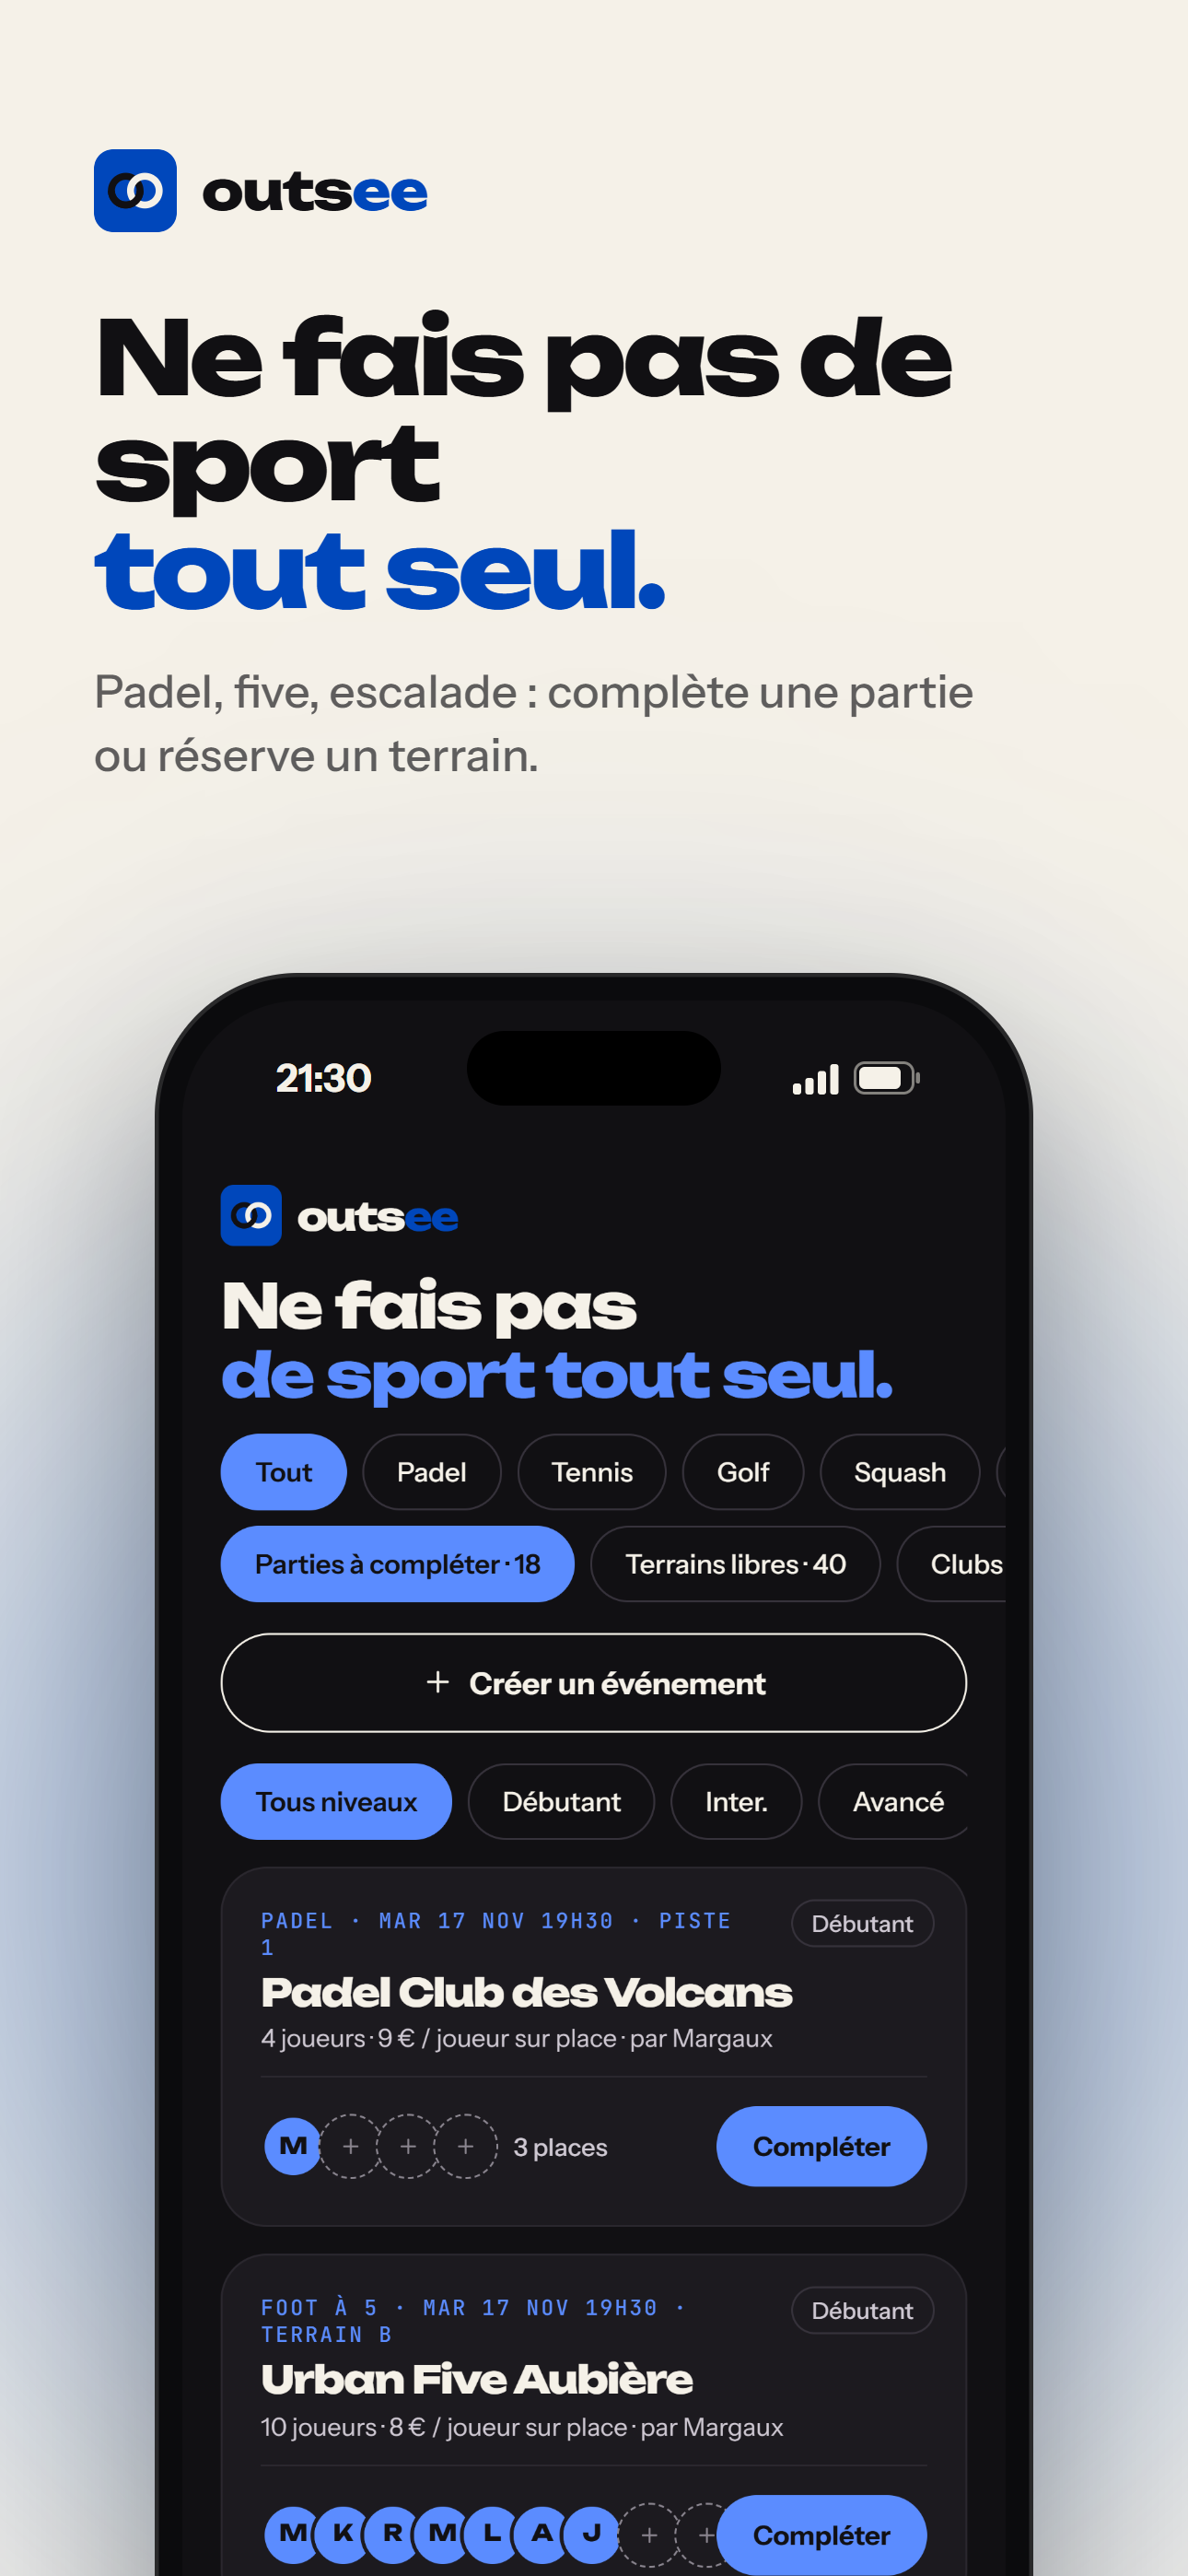 outsee
Ne fais pas de
sport
tout seul.
Padel, five, escalade : complète une partie
ou réserve un terrain.
21:30
outsee
Ne fais pas
de sport tout seul.
Tout Padel Tennis Golf Squash
Parties à compléter · 18 Terrains libres · 40 Clubs
+ Créer un événement
Tous niveaux Débutant Inter. Avancé
PADEL · MAR 17 NOV 19H30 · PISTE Débutant
1
Padel Club des Volcans
4 joueurs · 9 € / joueur sur place · par Margaux
M + + + 3 places Compléter
FOOT À 5 · MAR 17 NOV 19H30 · Débutant
TERRAIN B
Urban Five Aubière
10 joueurs · 8 € / joueur sur place · par Margaux
M K R M L A J + + Compléter